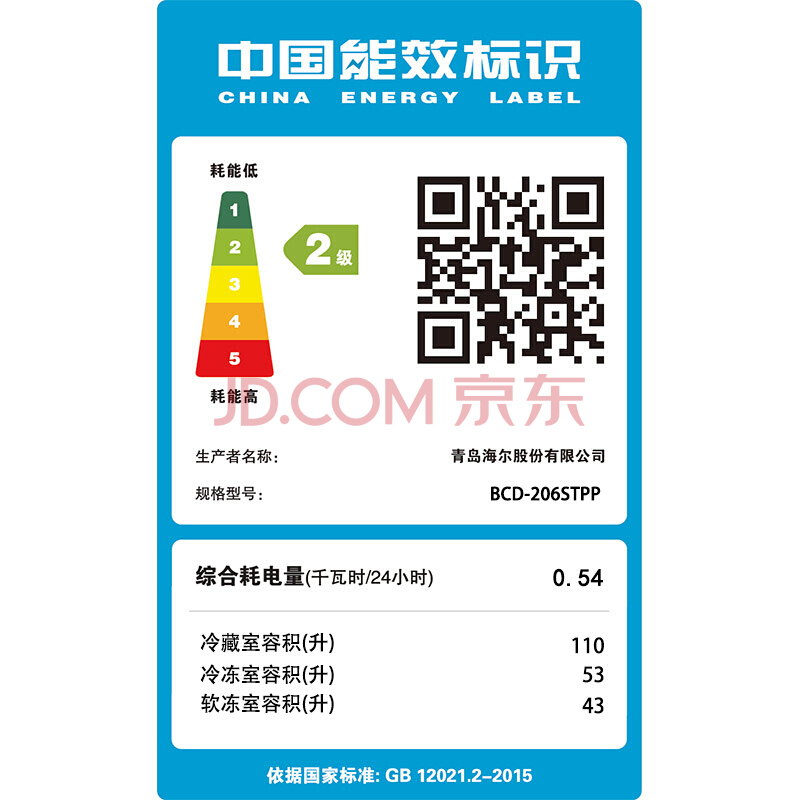 中国能效标识
CHINA ENERGY LABEL
耗能低
1
2
2级
3
4
5
耗能高
JD.COM 京东
生产者名称: 青岛海尔股份有限公司
规格型号: BCD-206STPP
综合耗电量(千瓦时/24小时) 0.54
冷藏室容积(升) 110
冷冻室容积(升) 53
软冻室容积(升) 43
依据国家标准: GB 12021.2-2015